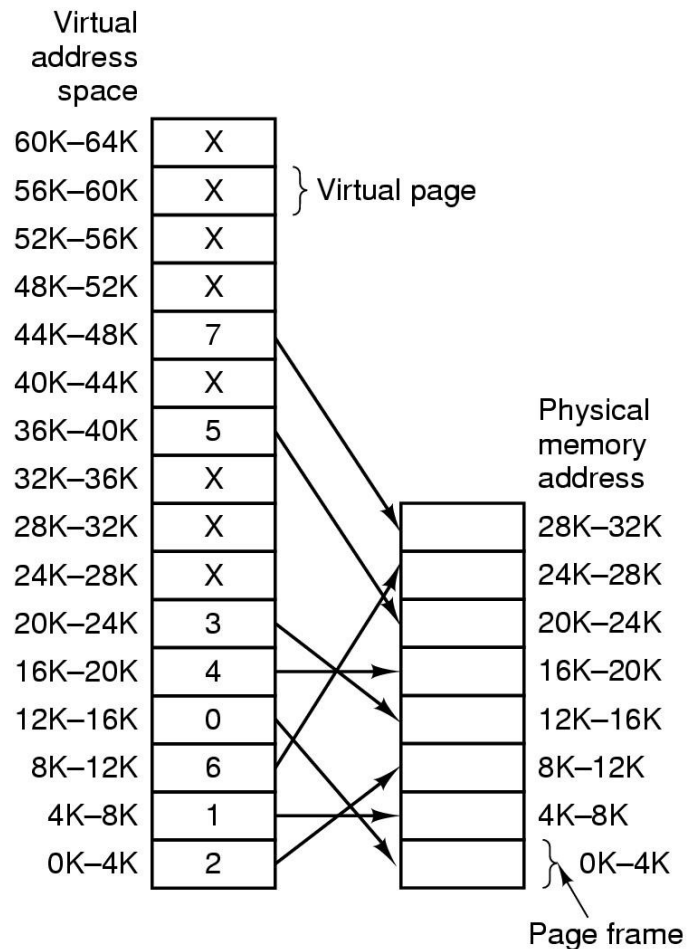 Virtual
address
space
60K–64K X
56K–60K X Virtual page
52K–56K X
48K–52K X
44K–48K 7
40K–44K X
36K–40K 5
32K–36K X
28K–32K X
24K–28K X
20K–24K 3
16K–20K 4
12K–16K 0
8K–12K 6
4K–8K 1
0K–4K 2
Physical
memory
address
28K–32K
24K–28K
20K–24K
16K–20K
12K–16K
8K–12K
4K–8K
0K–4K
Page frame